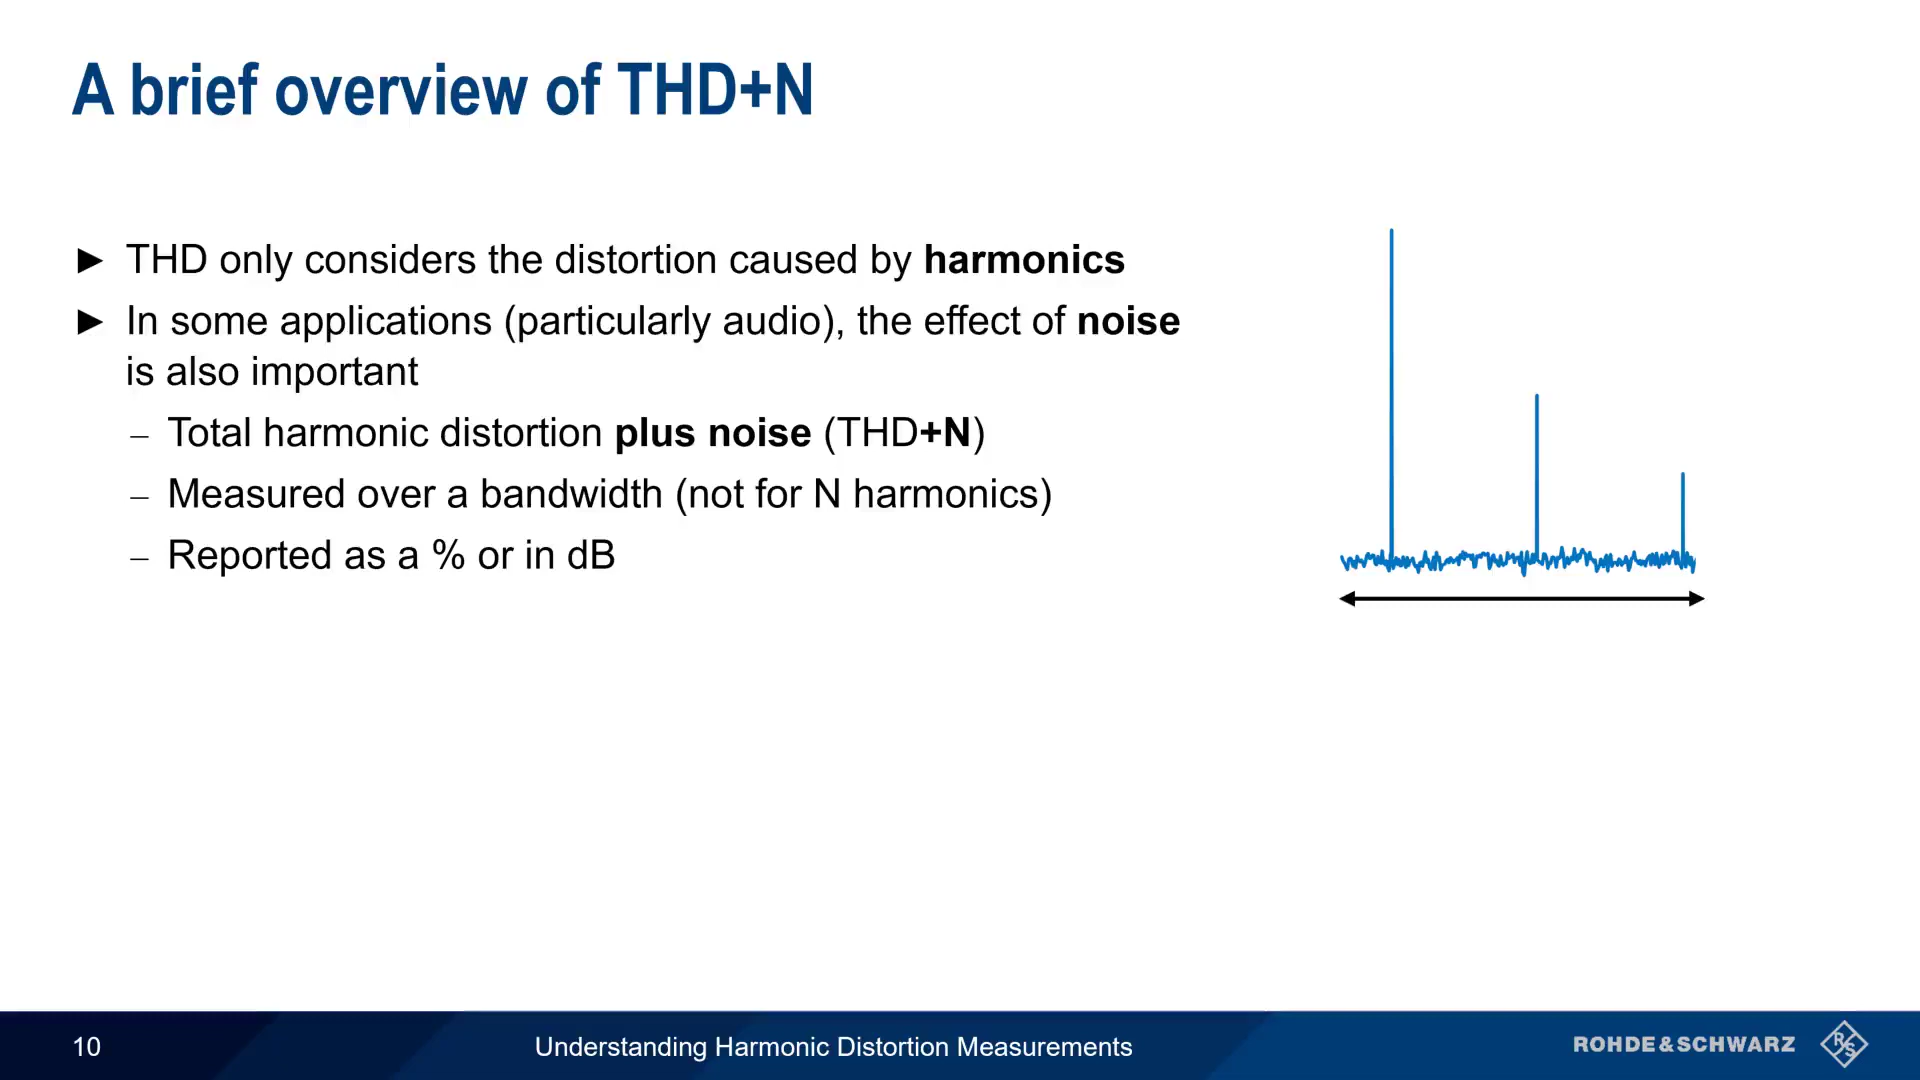 A brief overview of THD+N
► THD only considers the distortion caused by harmonics
► In some applications (particularly audio), the effect of noise
is also important
– Total harmonic distortion plus noise (THD+N)
– Measured over a bandwidth (not for N harmonics)
– Reported as a % or in dB
10
Understanding Harmonic Distortion Measurements
ROHDE&SCHWARZ
R&S